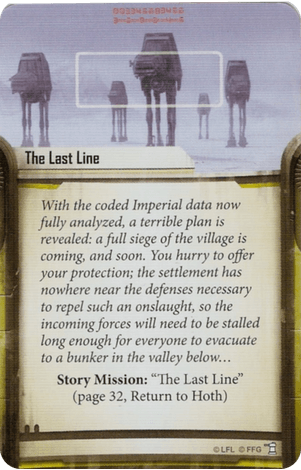 The Last Line
With the coded Imperial data now
fully analyzed, a terrible plan is
revealed: a full siege of the village is
coming, and soon. You hurry to offer
your protection; the settlement has
nowhere near the defenses necessary
to repel such an onslaught, so the
incoming forces will need to be stalled
long enough for everyone to evacuate
to a bunker in the valley below…
Story Mission: “The Last Line”
(page 32, Return to Hoth)
© LFL © FFG